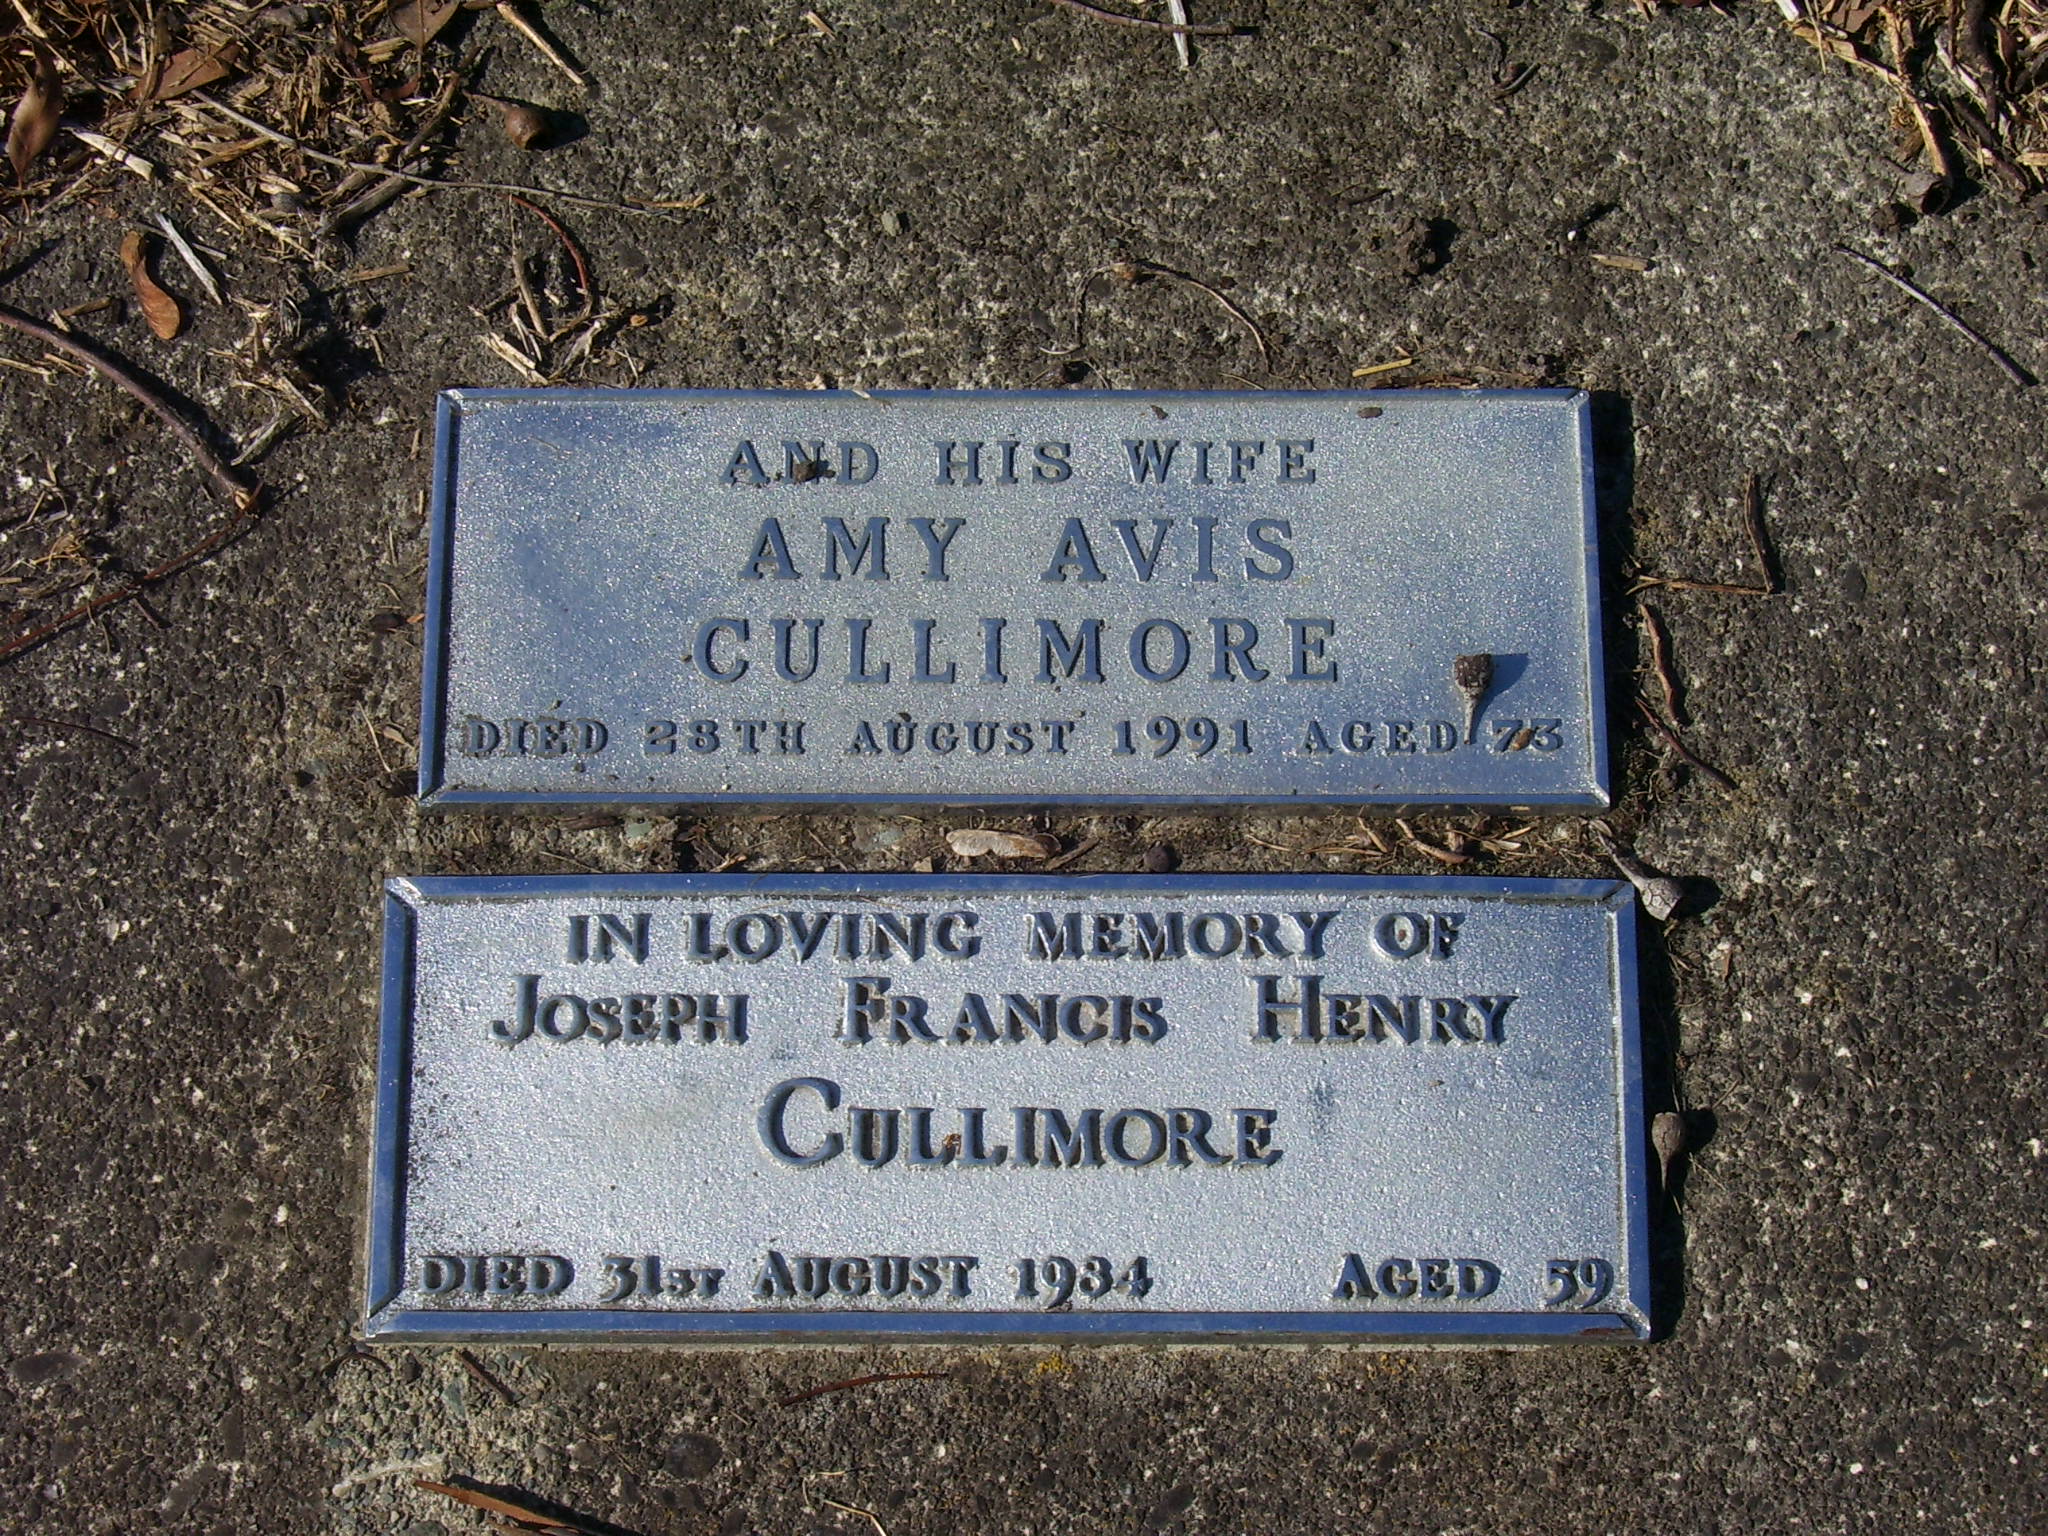 AND HIS WIFE
AMY AVIS
CULLIMORE
DIED 28TH AUGUST 1991 AGED 73
IN LOVING MEMORY OF
JOSEPH FRANCIS HENRY
CULLIMORE
DIED 31ST AUGUST 1984 AGED 59